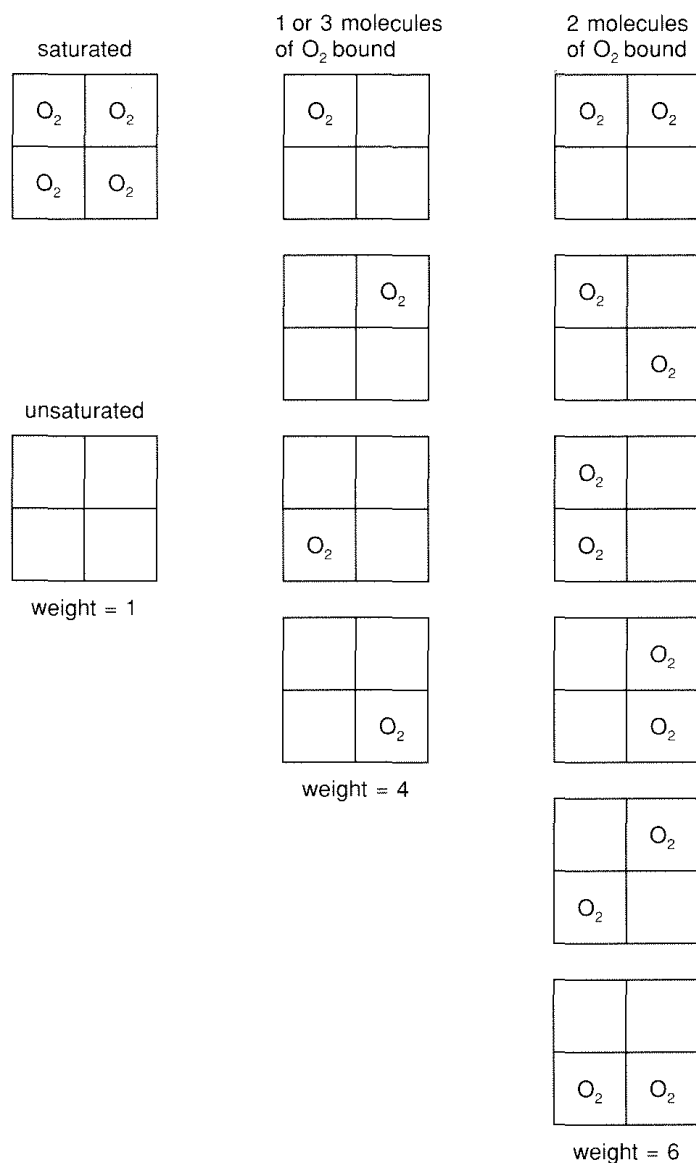 saturated
O₂ O₂
O₂ O₂
unsaturated
weight = 1
1 or 3 molecules
of O₂ bound
O₂
O₂
O₂
O₂
weight = 4
2 molecules
of O₂ bound
O₂ O₂
O₂
O₂
O₂
O₂
O₂
O₂
O₂
O₂
O₂ O₂
weight = 6